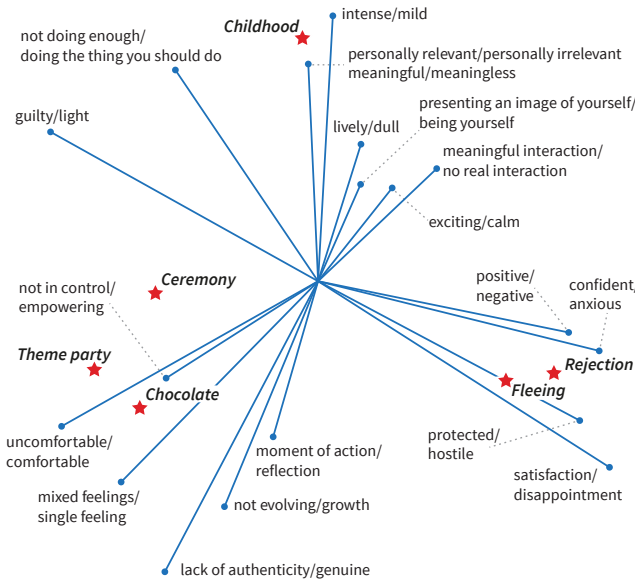 intense/mild
Childhood
not doing enough/
doing the thing you should do
personally relevant/personally irrelevant
meaningful/meaningless
presenting an image of yourself/
being yourself
guilty/light
lively/dull
meaningful interaction/
no real interaction
exciting/calm
Ceremony
positive/
negative
confident/
anxious
not in control/
empowering
Theme party
Rejection
Chocolate
Fleeing
uncomfortable/
comfortable
moment of action/
reflection
protected/
hostile
satisfaction/
disappointment
mixed feelings/
single feeling
not evolving/growth
lack of authenticity/genuine